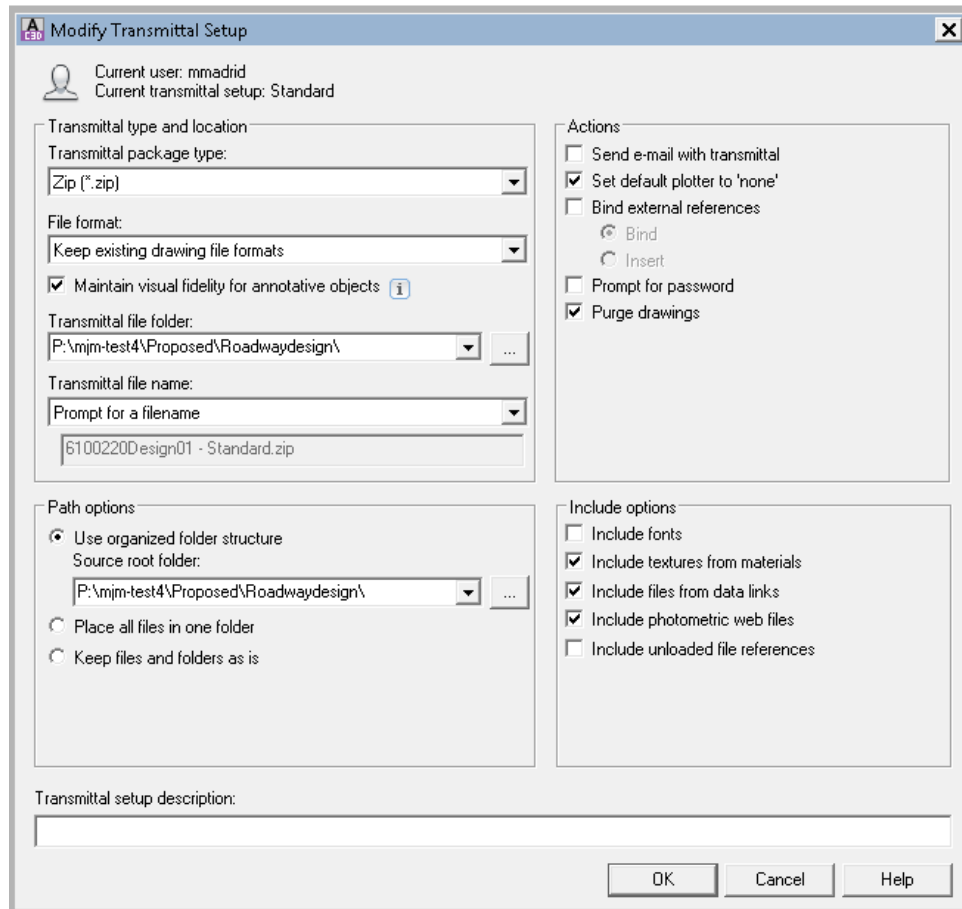 A
C3D
Modify Transmittal Setup
Current user: mmadrid
Current transmittal setup: Standard
Transmittal type and location
Transmittal package type:
Zip (*.zip)
File format:
Keep existing drawing file formats
Maintain visual fidelity for annotative objects i
Transmittal file folder:
P:\mjm-test4\Proposed\Roadwaydesign\
...
Transmittal file name:
Prompt for a filename
6100220Design01 - Standard.zip
Actions
Send e-mail with transmittal
Set default plotter to 'none'
Bind external references
Bind
Insert
Prompt for password
Purge drawings
Path options
Use organized folder structure
Source root folder:
P:\mjm-test4\Proposed\Roadwaydesign\
...
Place all files in one folder
Keep files and folders as is
Include options
Include fonts
Include textures from materials
Include files from data links
Include photometric web files
Include unloaded file references
Transmittal setup description:
OK
Cancel
Help